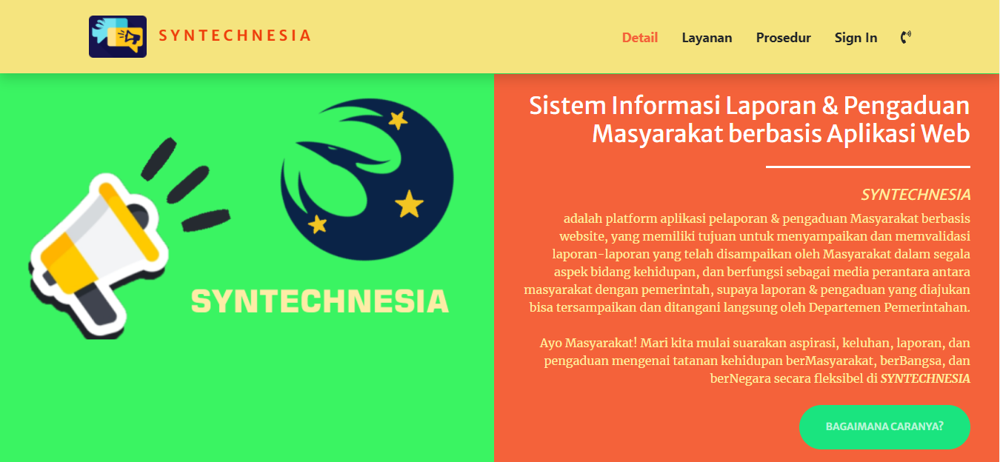 SYNTECHNESIA
Detail
Layanan
Prosedur
Sign In
SYNTECHNESIA
Sistem Informasi Laporan & Pengaduan
Masyarakat berbasis Aplikasi Web
SYNTECHNESIA
adalah platform aplikasi pelaporan & pengaduan Masyarakat berbasis
website, yang memiliki tujuan untuk menyampaikan dan memvalidasi
laporan-laporan yang telah disampaikan oleh Masyarakat dalam segala
aspek bidang kehidupan, dan berfungsi sebagai media perantara antara
masyarakat dengan pemerintah, supaya laporan & pengaduan yang diajukan
bisa tersampaikan dan ditangani langsung oleh Departemen Pemerintahan.
Ayo Masyarakat! Mari kita mulai suarakan aspirasi, keluhan, laporan, dan
pengaduan mengenai tatanan kehidupan berMasyarakat, berBangsa, dan
berNegara secara fleksibel di SYNTECHNESIA
BAGAIMANA CARANYA?